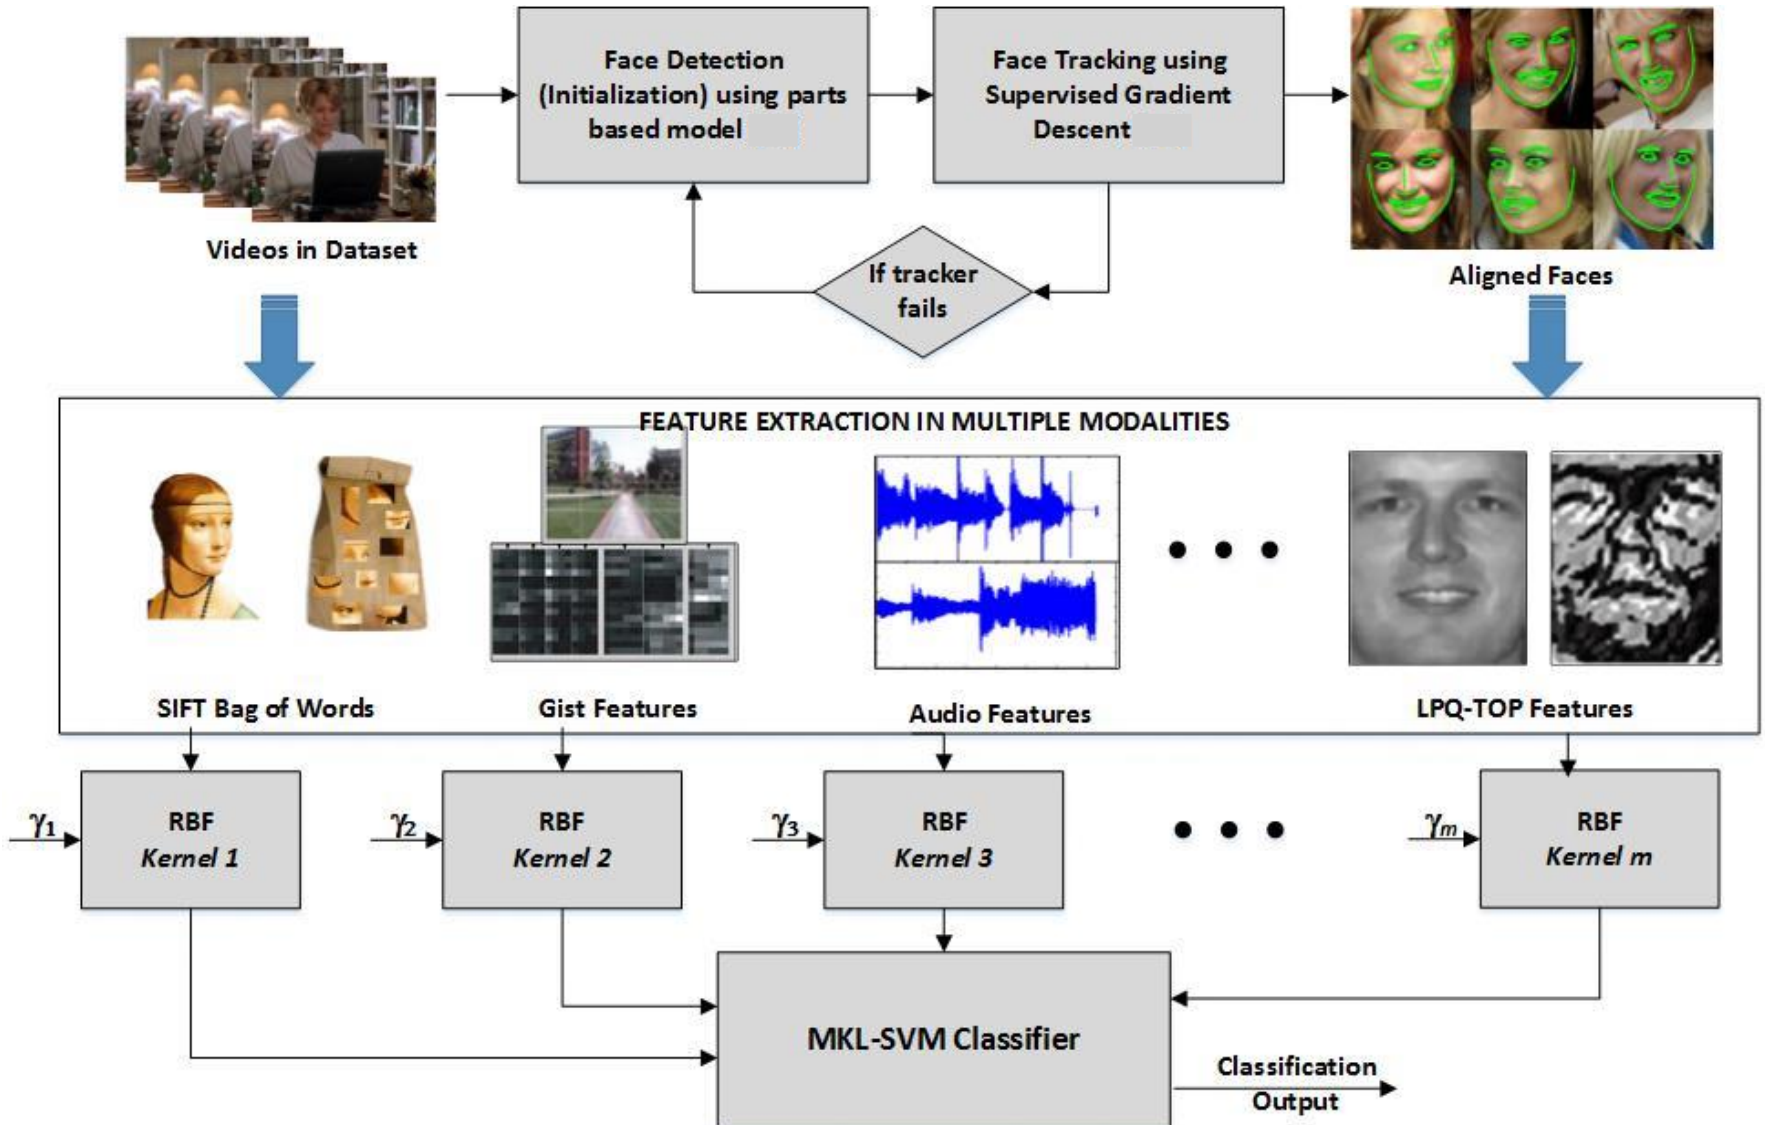 Face Detection
(Initialization) using parts
based model
Face Tracking using
Supervised Gradient
Descent
Videos in Dataset
If tracker
fails
Aligned Faces
FEATURE EXTRACTION IN MULTIPLE MODALITIES
SIFT Bag of Words
Gist Features
Audio Features
LPQ-TOP Features
γ1
RBF
Kernel 1
γ2
RBF
Kernel 2
γ3
RBF
Kernel 3
γm
RBF
Kernel m
MKL-SVM Classifier
Classification
Output